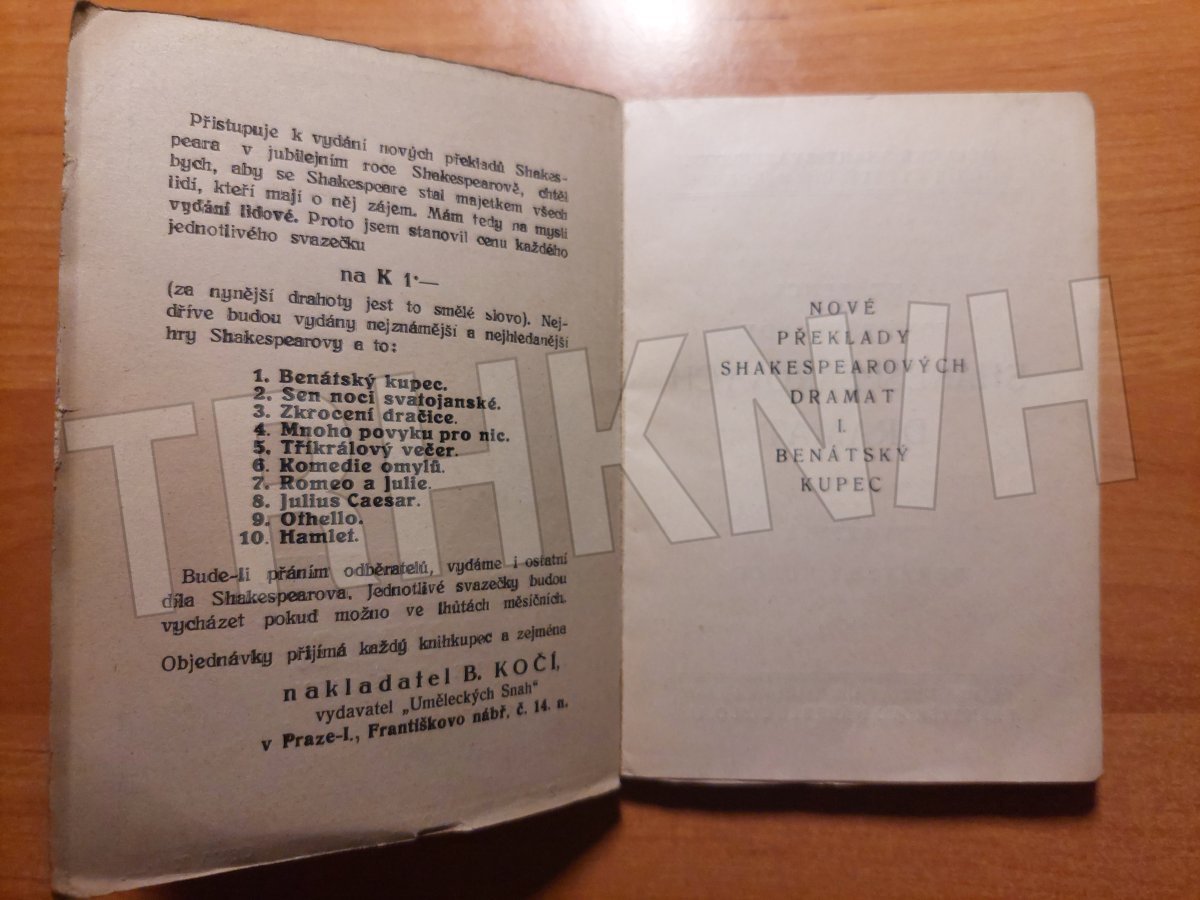 Přistupuje k vydání nových překladů Shakes-
peara v jubilejním roce Shakespearově, chtěl
bych, aby se Shakespeare stal majetkem všech
lidí, kteří mají o něj zájem. Mám tedy na mysli
vydání lidové. Proto jsem stanovil cenu každého
jednotlivého svazečku
na K 1·—
(za nynější drahoty jest to smělé slovo). Nej-
dříve budou vydány nejznámější a nejhledanější
hry Shakespearovy a to:
1. Benátský kupec.
2. Sen noci svatojanské.
3. Zkrocení dračice.
4. Mnoho povyku pro nic.
5. Tříkrálový večer.
6. Komedie omylů.
7. Romeo a Julie.
8. Julius Caesar.
9. Othello.
10. Hamlet.
Bude-li přáním odběratelů, vydáme i ostatní
díla Shakespearova. Jednotlivé svazečky budou
vycházet pokud možno ve lhůtách měsíčních.
Objednávky přijímá každý knihkupec a zejména
nakladatel B. KOČÍ,
vydavatel „Uměleckých Snah“
v Praze-I., Františkovo nábř. č. 14. n.
NOVÉ
PŘEKLADY
SHAKESPEAROVÝCH
DRAMAT
I.
BENÁTSKÝ
KUPEC
TRHKNIH